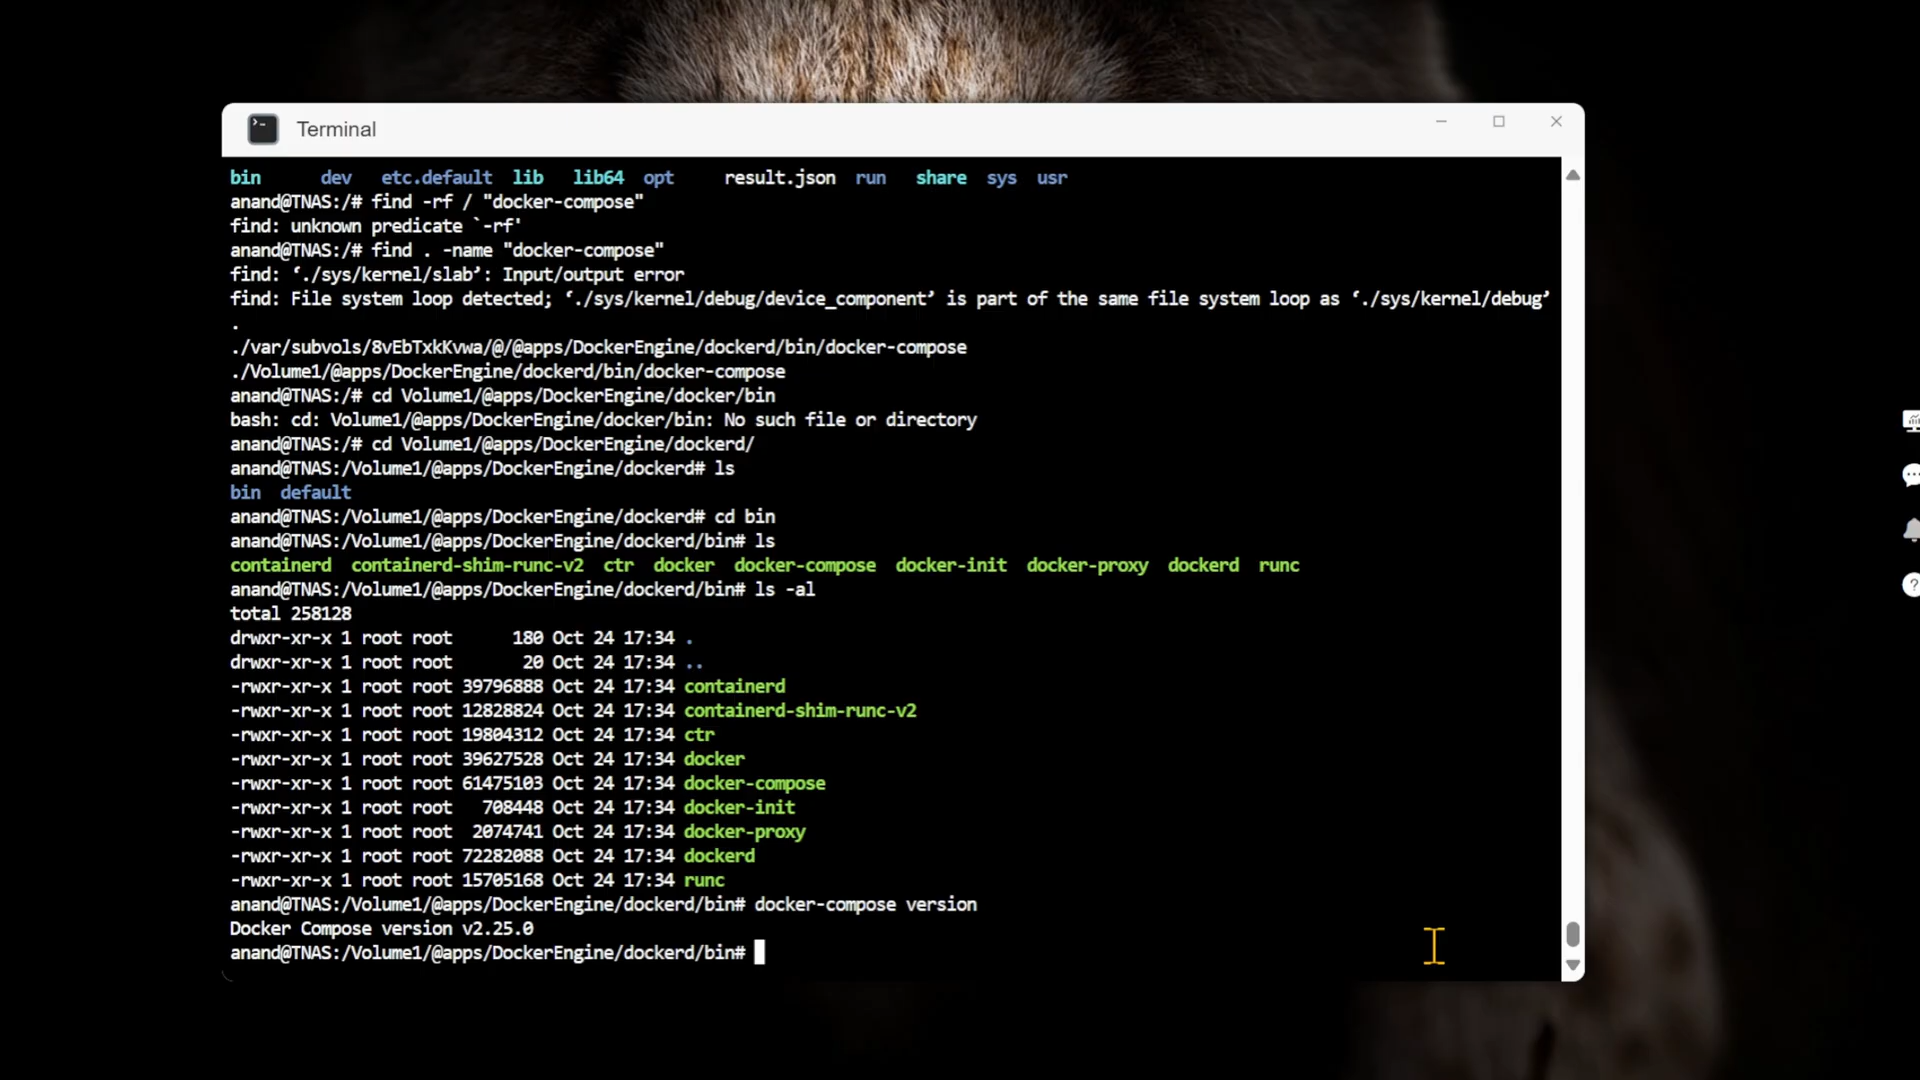 Terminal
bin dev etc.default lib lib64 opt result.json run share sys usr
anand@TNAS:/# find -rf / "docker-compose"
find: unknown predicate `-rf'
anand@TNAS:/# find . -name "docker-compose"
find: ‘./sys/kernel/slab’: Input/output error
find: File system loop detected; ‘./sys/kernel/debug/device_component’ is part of the same file system loop as ‘./sys/kernel/debug’
.
./var/subvols/8vEbTxkKvwa/@/@apps/DockerEngine/dockerd/bin/docker-compose
./Volume1/@apps/DockerEngine/dockerd/bin/docker-compose
anand@TNAS:/# cd Volume1/@apps/DockerEngine/docker/bin
bash: cd: Volume1/@apps/DockerEngine/docker/bin: No such file or directory
anand@TNAS:/# cd Volume1/@apps/DockerEngine/dockerd/
anand@TNAS:/Volume1/@apps/DockerEngine/dockerd# ls
bin default
anand@TNAS:/Volume1/@apps/DockerEngine/dockerd# cd bin
anand@TNAS:/Volume1/@apps/DockerEngine/dockerd/bin# ls
containerd containerd-shim-runc-v2 ctr docker docker-compose docker-init docker-proxy dockerd runc
anand@TNAS:/Volume1/@apps/DockerEngine/dockerd/bin# ls -al
total 258128
drwxr-xr-x 1 root root 180 Oct 24 17:34 .
drwxr-xr-x 1 root root 20 Oct 24 17:34 ..
-rwxr-xr-x 1 root root 39796888 Oct 24 17:34 containerd
-rwxr-xr-x 1 root root 12828824 Oct 24 17:34 containerd-shim-runc-v2
-rwxr-xr-x 1 root root 19804312 Oct 24 17:34 ctr
-rwxr-xr-x 1 root root 39627528 Oct 24 17:34 docker
-rwxr-xr-x 1 root root 61475103 Oct 24 17:34 docker-compose
-rwxr-xr-x 1 root root 708448 Oct 24 17:34 docker-init
-rwxr-xr-x 1 root root 2074741 Oct 24 17:34 docker-proxy
-rwxr-xr-x 1 root root 72282088 Oct 24 17:34 dockerd
-rwxr-xr-x 1 root root 15705168 Oct 24 17:34 runc
anand@TNAS:/Volume1/@apps/DockerEngine/dockerd/bin# docker-compose version
Docker Compose version v2.25.0
anand@TNAS:/Volume1/@apps/DockerEngine/dockerd/bin#